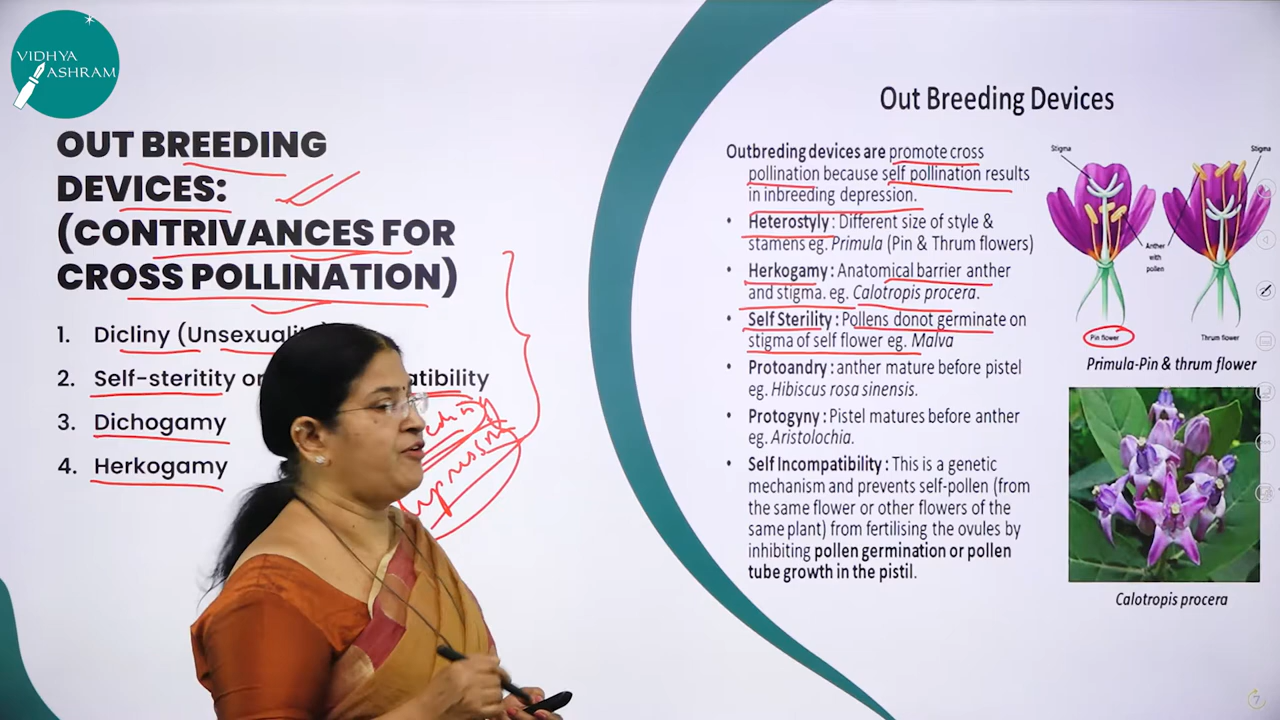 VIDHYA
ASHRAM
OUT BREEDING
DEVICES:
(CONTRIVANCES FOR
CROSS POLLINATION)
1. Dicliny (Unsexuality)
2. Self-steritity or atibility
3. Dichogamy
4. Herkogamy
Out Breeding Devices
Outbreding devices are promote cross
pollination because self pollination results
in inbreeding depression.
• Heterostyly : Different size of style &
stamens eg. Primula (Pin & Thrum flowers)
• Herkogamy : Anatomical barrier anther
and stigma. eg. Calotropis procera.
• Self Sterility : Pollens donot germinate on
stigma of self flower eg. Malva
• Protoandry : anther mature before pistel
eg. Hibiscus rosa sinensis.
• Protogyny : Pistel matures before anther
eg. Aristolochia.
• Self Incompatibility : This is a genetic
mechanism and prevents self-pollen (from
the same flower or other flowers of the
same plant) from fertilising the ovules by
inhibiting pollen germination or pollen
tube growth in the pistil.
Stigma
Stigma
Anther
with
pollen
Pin flower
Thrum flower
Primula-Pin & thrum flower
Calotropis procera
7